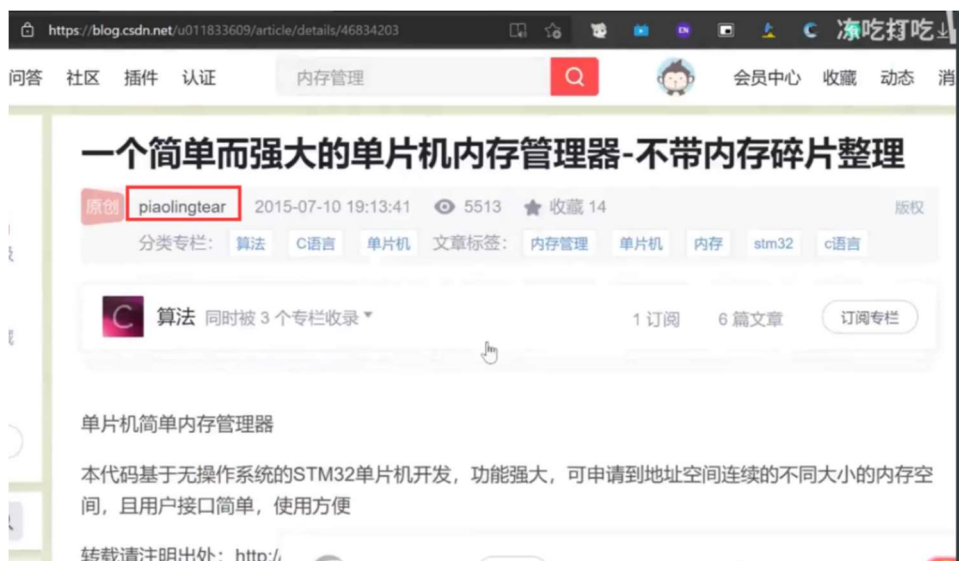 https://blog.csdn.net/u011833609/article/details/46834203
冻吃打吃
问答 社区 插件 认证 内存管理 会员中心 收藏 动态 消
一个简单而强大的单片机内存管理器-不带内存碎片整理
原创 piaolingtear 2015-07-10 19:13:41 5513 收藏 14 版权
分类专栏： 算法 C语言 单片机 文章标签： 内存管理 单片机 内存 stm32 c语言
C 算法 同时被 3 个专栏收录 1 订阅 6 篇文章 订阅专栏
单片机简单内存管理器
本代码基于无操作系统的STM32单片机开发，功能强大，可申请到地址空间连续的不同大小的内存空
间，且用户接口简单，使用方便
转载请注明出处：http:/